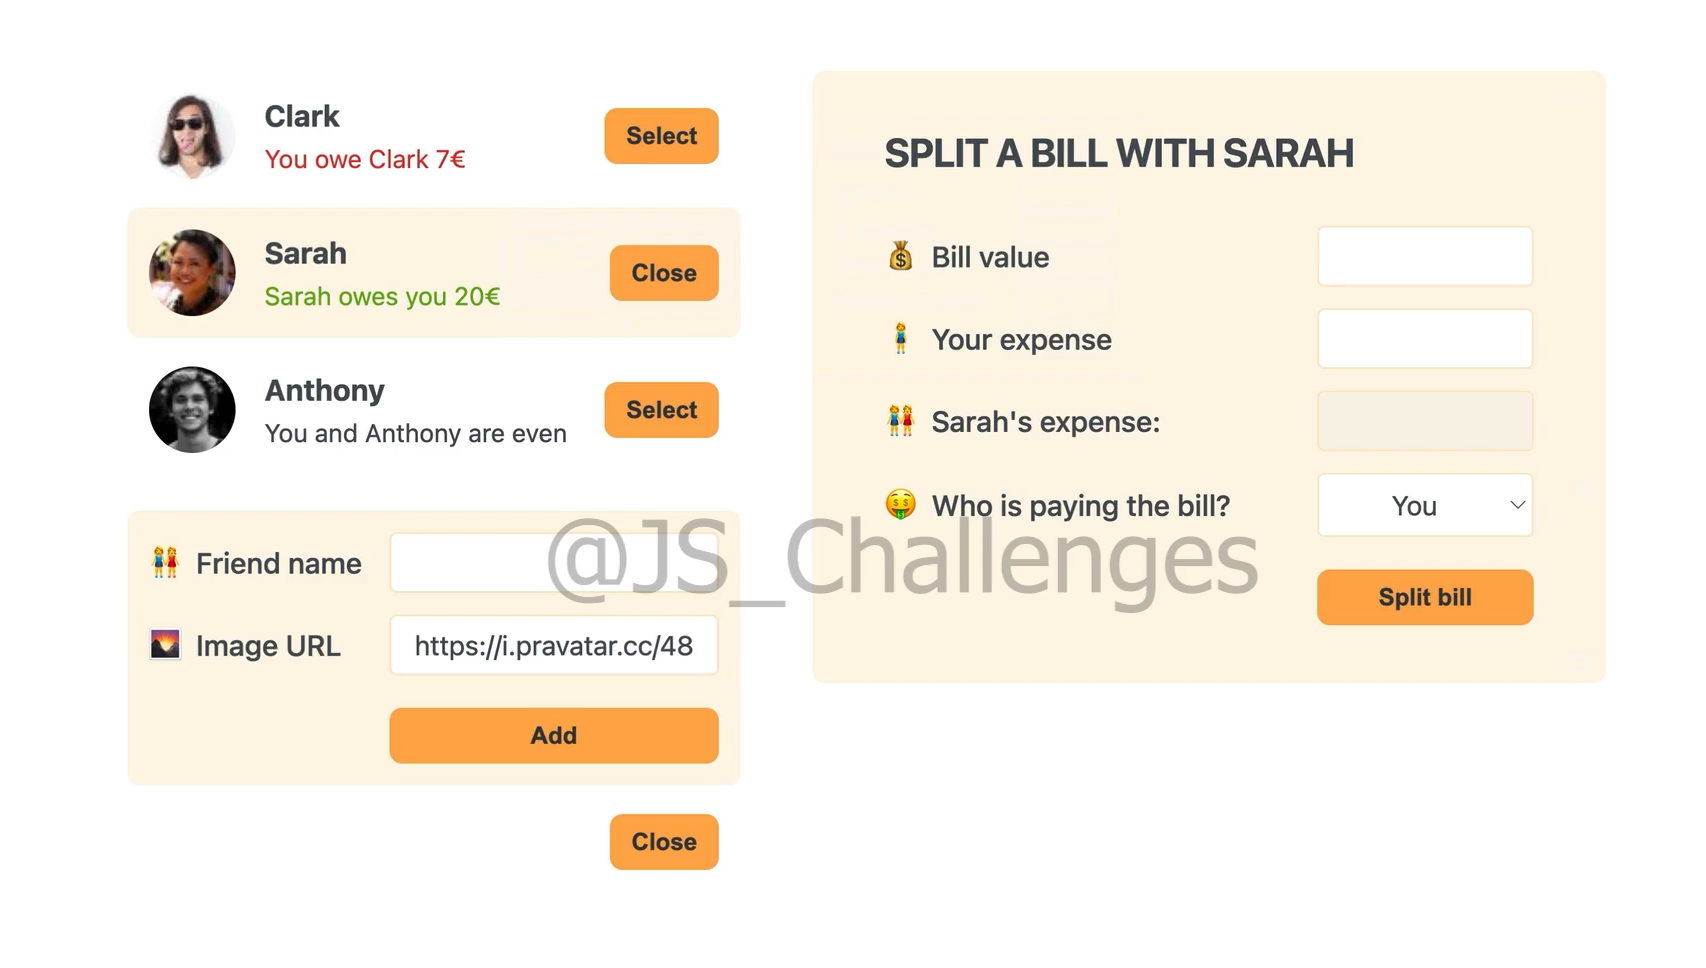 Clark
You owe Clark 7€
Select
Sarah
Sarah owes you 20€
Close
Anthony
You and Anthony are even
Select
Friend name
Image URL
https://i.pravatar.cc/48
Add
Close
SPLIT A BILL WITH SARAH
Bill value
Your expense
Sarah's expense:
Who is paying the bill?
You
Split bill
@JS_Challenges